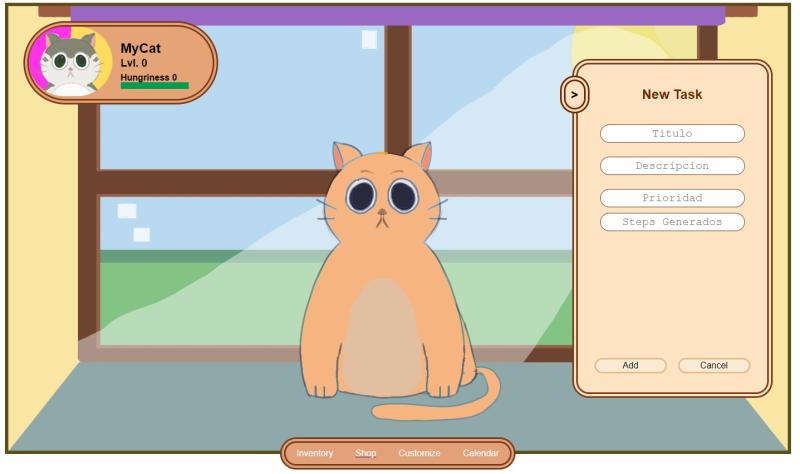 MyCat
Lvl. 0
Hungriness 0
>
New Task
Titulo
Descripcion
Prioridad
Steps Generados
Add Cancel
Inventory Shop Customize Calendar